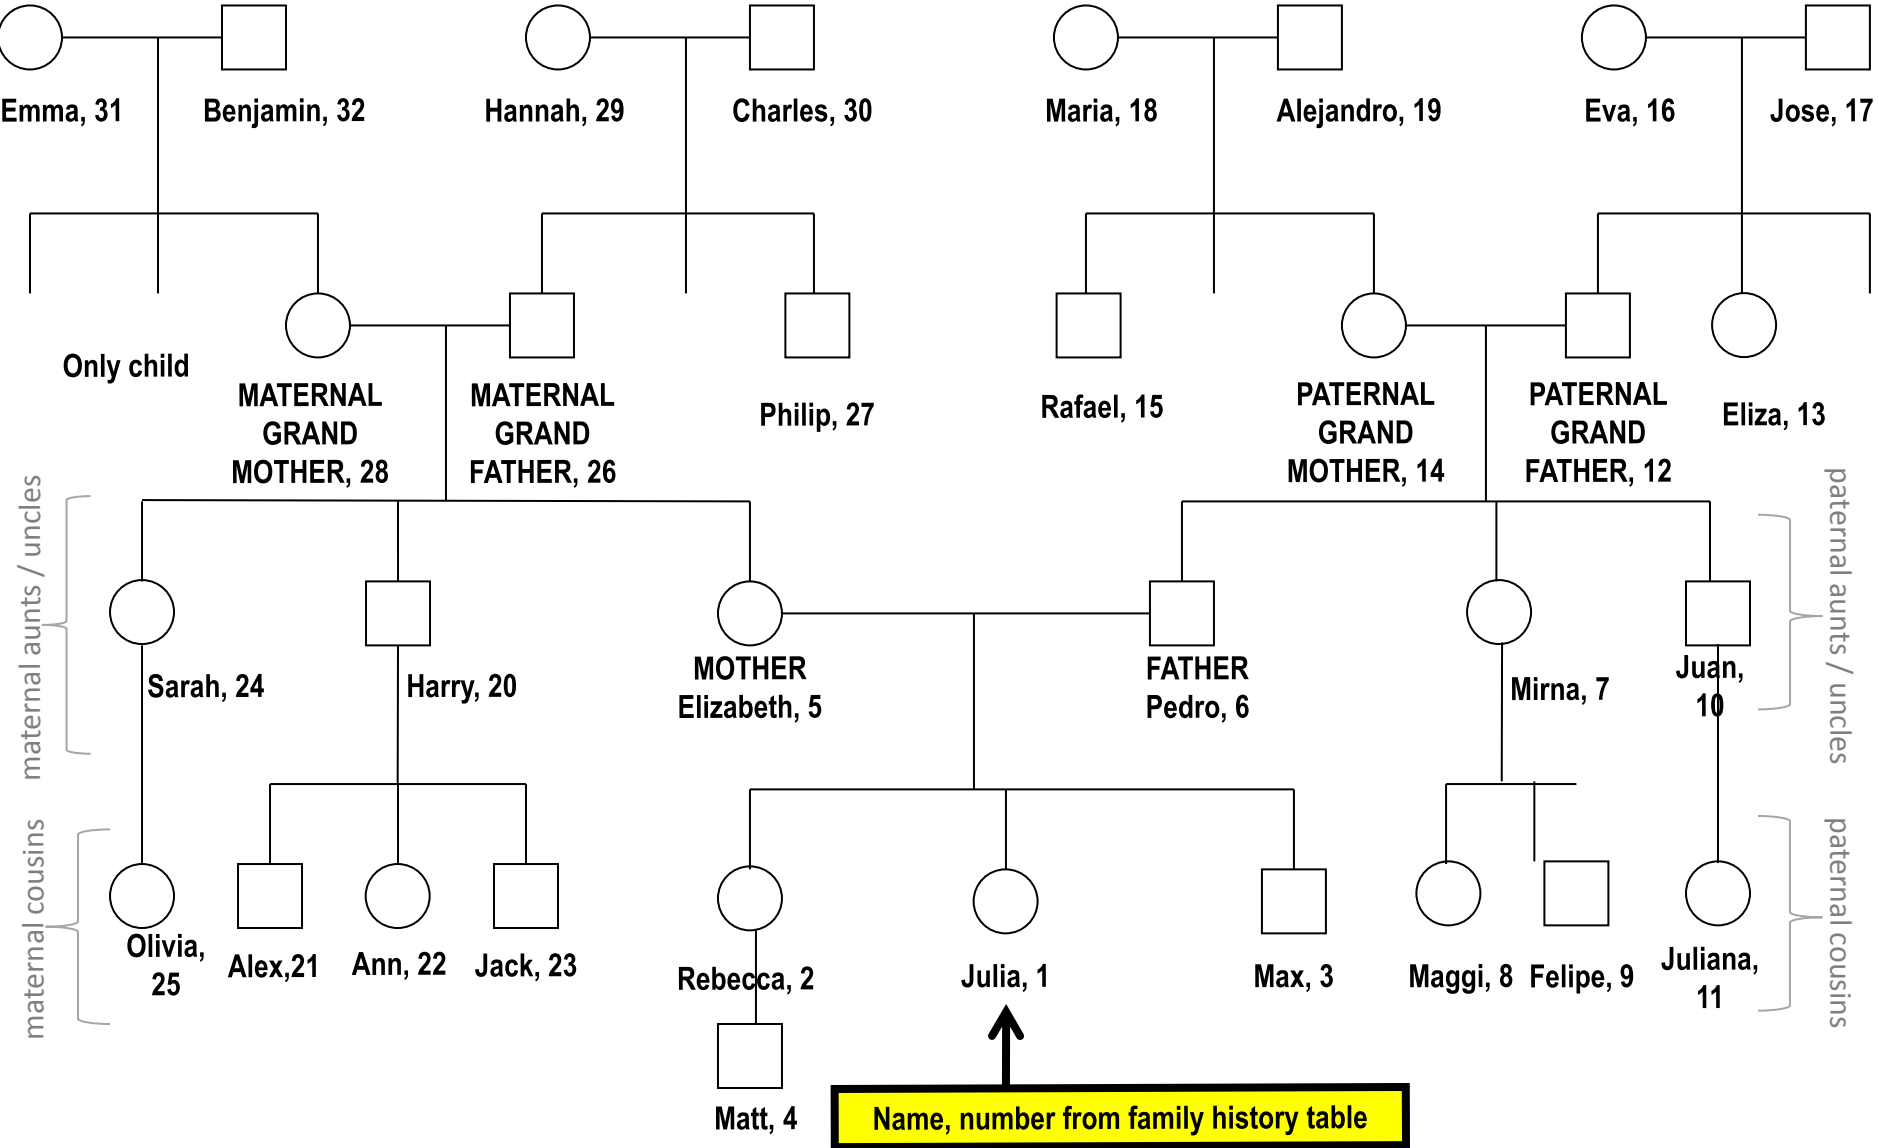 Emma, 31
Benjamin, 32
Hannah, 29
Charles, 30
Maria, 18
Alejandro, 19
Eva, 16
Jose, 17
Only child
MATERNAL
GRAND
MOTHER, 28
MATERNAL
GRAND
FATHER, 26
Philip, 27
Rafael, 15
PATERNAL
GRAND
MOTHER, 14
PATERNAL
GRAND
FATHER, 12
Eliza, 13
maternal aunts / uncles
Sarah, 24
Harry, 20
MOTHER
Elizabeth, 5
FATHER
Pedro, 6
Mirna, 7
Juan,
10
paternal aunts / uncles
maternal cousins
Olivia,
25
Alex,21
Ann, 22
Jack, 23
Rebecca, 2
Julia, 1
Max, 3
Maggi, 8
Felipe, 9
Juliana,
11
paternal cousins
Matt, 4
Name, number from family history table